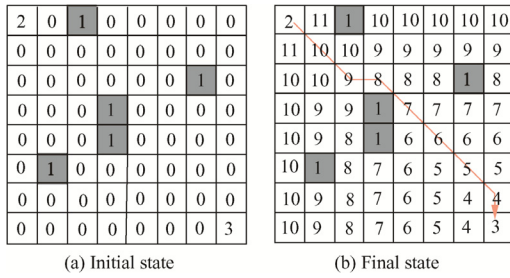 2 0 1 0 0 0 0 0
0 0 0 0 0 0 0 0
0 0 0 0 0 0 1 0
0 0 0 1 0 0 0 0
0 0 0 1 0 0 0 0
0 1 0 0 0 0 0 0
0 0 0 0 0 0 0 0
0 0 0 0 0 0 0 3
(a) Initial state
2 11 1 10 10 10 10 10
11 10 10 9 9 9 9 9
10 10 9 8 8 8 1 8
10 9 9 1 7 7 7 7
10 9 8 1 6 6 6 6
10 1 8 7 6 5 5 5
10 9 8 7 6 5 4 4
10 9 8 7 6 5 4 3
(b) Final state